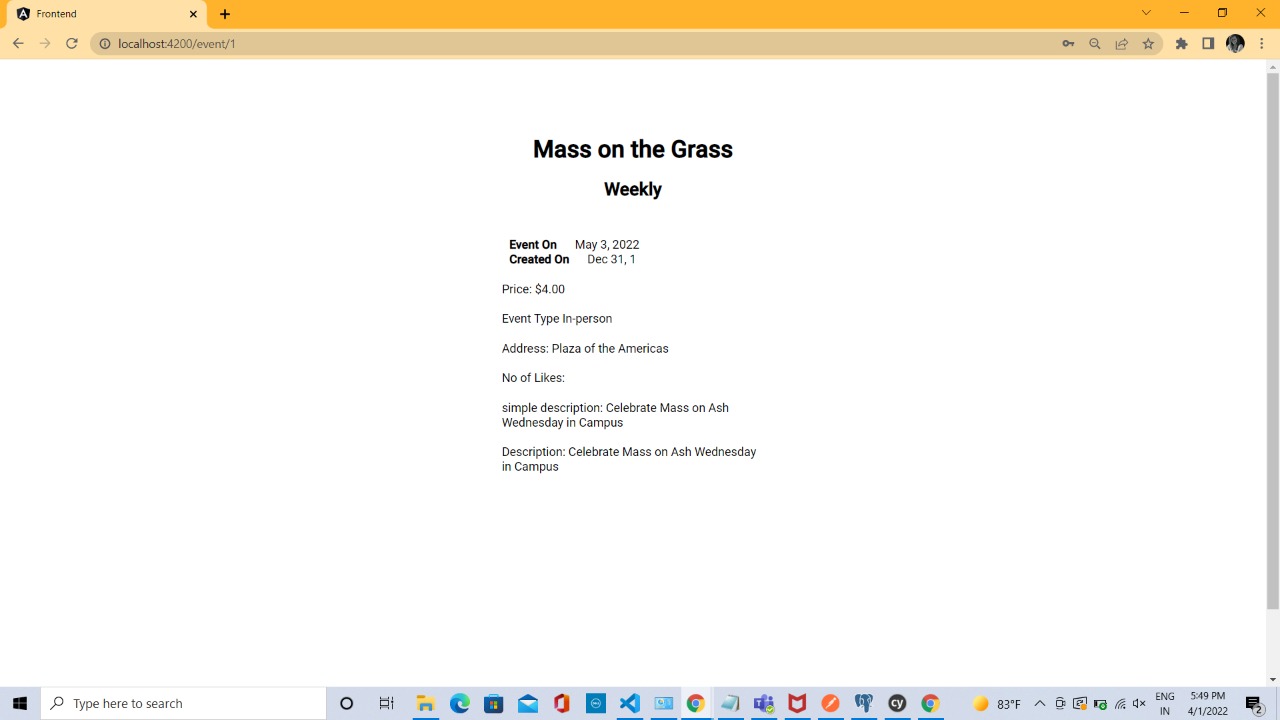 Frontend
localhost:4200/event/1
Mass on the Grass
Weekly
Event On May 3, 2022
Created On Dec 31, 1
Price: $4.00
Event Type In-person
Address: Plaza of the Americas
No of Likes:
simple description: Celebrate Mass on Ash
Wednesday in Campus
Description: Celebrate Mass on Ash Wednesday
in Campus
Type here to search
cy
83°F
ENG
IN
5:49 PM
4/1/2022
2